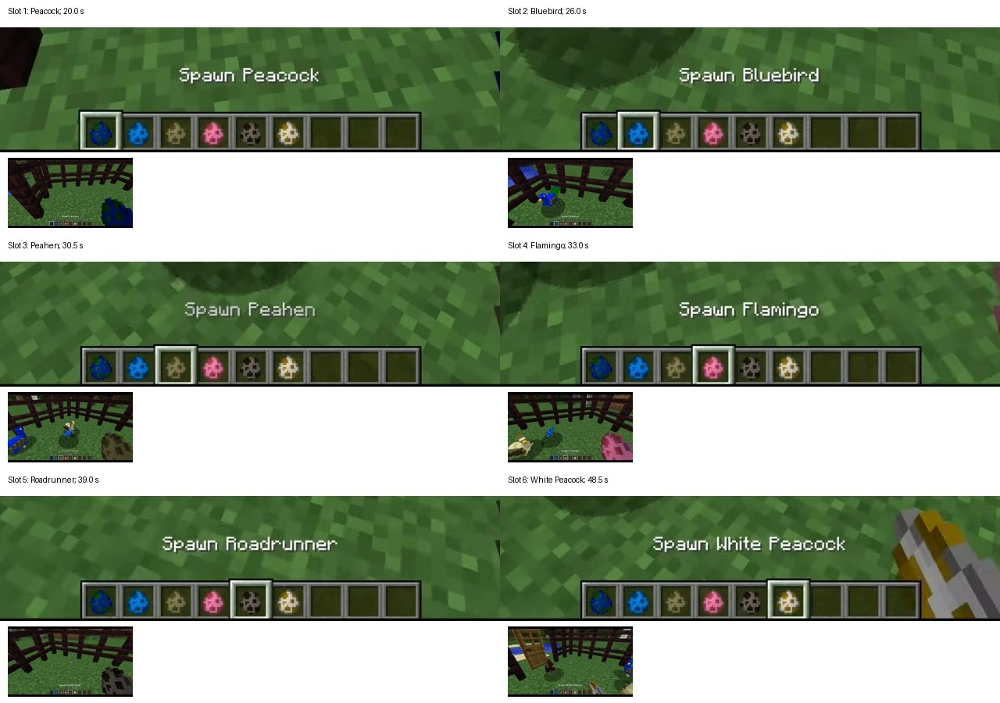 Slot 1: Peacock; 20.0 s
Slot 2: Bluebird; 26.0 s
Spawn Peacock
Spawn Bluebird
Slot 3: Peahen; 30.5 s
Slot 4: Flamingo; 33.0 s
Spawn Peahen
Spawn Flamingo
Slot 5: Roadrunner; 39.0 s
Slot 6: White Peacock; 48.5 s
Spawn Roadrunner
Spawn White Peacock